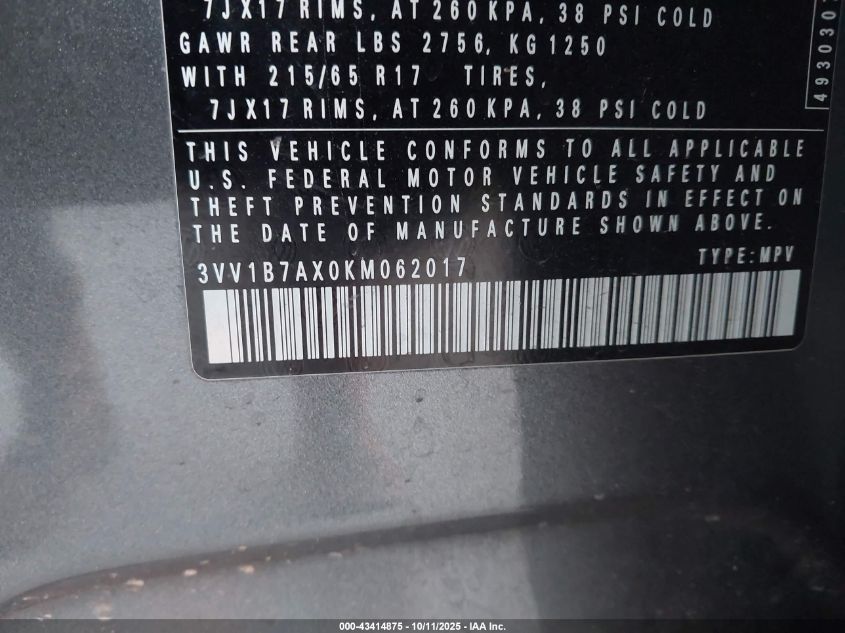 7JX17 RIMS, AT 260 KPA, 38 PSI COLD
GAWR REAR LBS 2756, KG 1250
WITH 215/65 R17 TIRES,
7JX17 RIMS, AT 260 KPA, 38 PSI COLD
THIS VEHICLE CONFORMS TO ALL APPLICABLE
U.S. FEDERAL MOTOR VEHICLE SAFETY AND
THEFT PREVENTION STANDARDS IN EFFECT ON
THE DATE OF MANUFACTURE SHOWN ABOVE.
3VV1B7AX0KM062017 TYPE: MPV
000-43414875 - 10/11/2025 - IAA Inc.